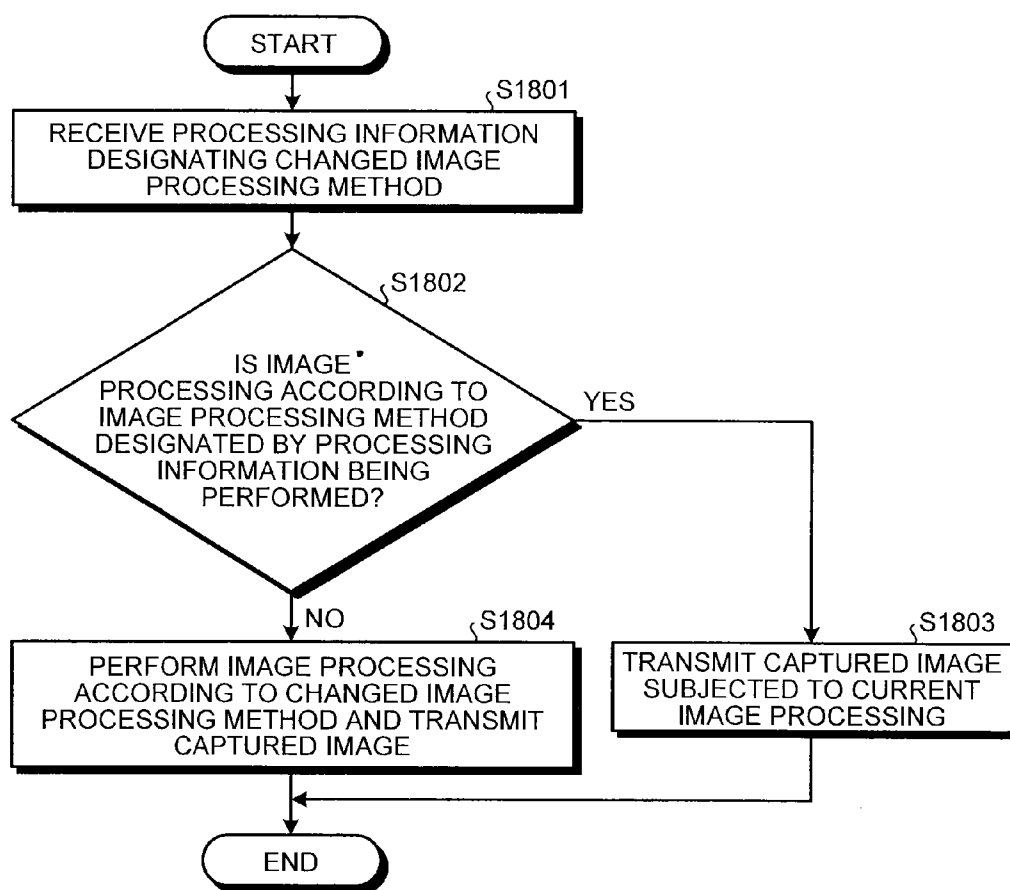 START
S1801
RECEIVE PROCESSING INFORMATION
DESIGNATING CHANGED IMAGE
PROCESSING METHOD
S1802
IS IMAGE
PROCESSING ACCORDING TO
IMAGE PROCESSING METHOD
DESIGNATED BY PROCESSING
INFORMATION BEING
PERFORMED?
YES
NO
S1804
PERFORM IMAGE PROCESSING
ACCORDING TO CHANGED IMAGE
PROCESSING METHOD AND TRANSMIT
CAPTURED IMAGE
S1803
TRANSMIT CAPTURED IMAGE
SUBJECTED TO CURRENT
IMAGE PROCESSING
END